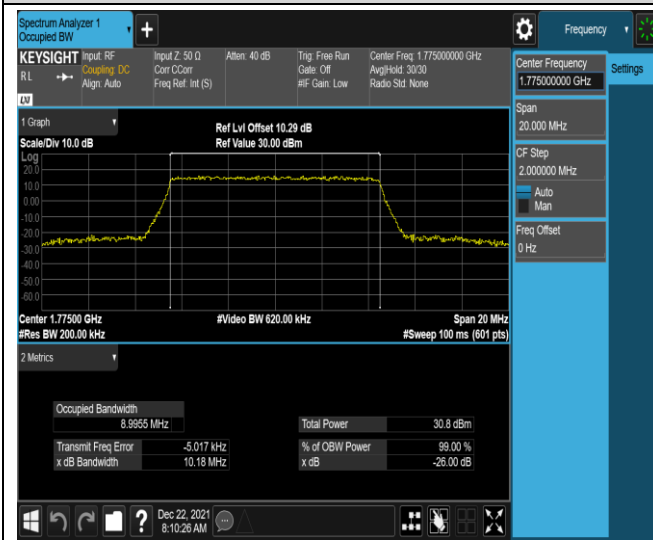 Spectrum Analyzer 1
Occupied BW
Frequency
KEYSIGHT
RL
Input: RF
Coupling: DC
Align: Auto
Input Z: 50 Ω
Corr CCorr
Freq Ref: Int (S)
Atten: 40 dB
Trig: Free Run
Gate: Off
#IF Gain: Low
Center Freq: 1.775000000 GHz
Avg|Hold: 30/30
Radio Std: None
LXI
Center Frequency
1.775000000 GHz
Settings
Span
20.000 MHz
CF Step
2.000000 MHz
Auto
Man
Freq Offset
0 Hz
1 Graph
Scale/Div 10.0 dB
Ref Lvl Offset 10.29 dB
Ref Value 30.00 dBm
Log
20.0
10.0
0.00
-10.0
-20.0
-30.0
-40.0
-50.0
-60.0
Center 1.77500 GHz
#Video BW 620.00 kHz
Span 20 MHz
#Res BW 200.00 kHz
#Sweep 100 ms (601 pts)
2 Metrics
Occupied Bandwidth
8.9955 MHz
Total Power 30.8 dBm
Transmit Freq Error -5.017 kHz
% of OBW Power 99.00 %
x dB Bandwidth 10.18 MHz
x dB -26.00 dB
?
Dec 22, 2021
8:10:26 AM